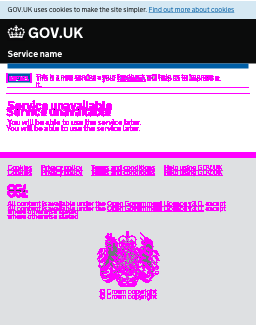 GOV.UK uses cookies to make the site simpler. Find out more about cookies
GOV.UK
Service name
This is a new service – your feedback will help us to improve
it.
Service unavailable
You will be able to use the service later.
Cookies Privacy policy Terms and conditions Help using GOV.UK
OGL
All content is available under the Open Government Licence v3.0, except
where otherwise stated
© Crown copyright